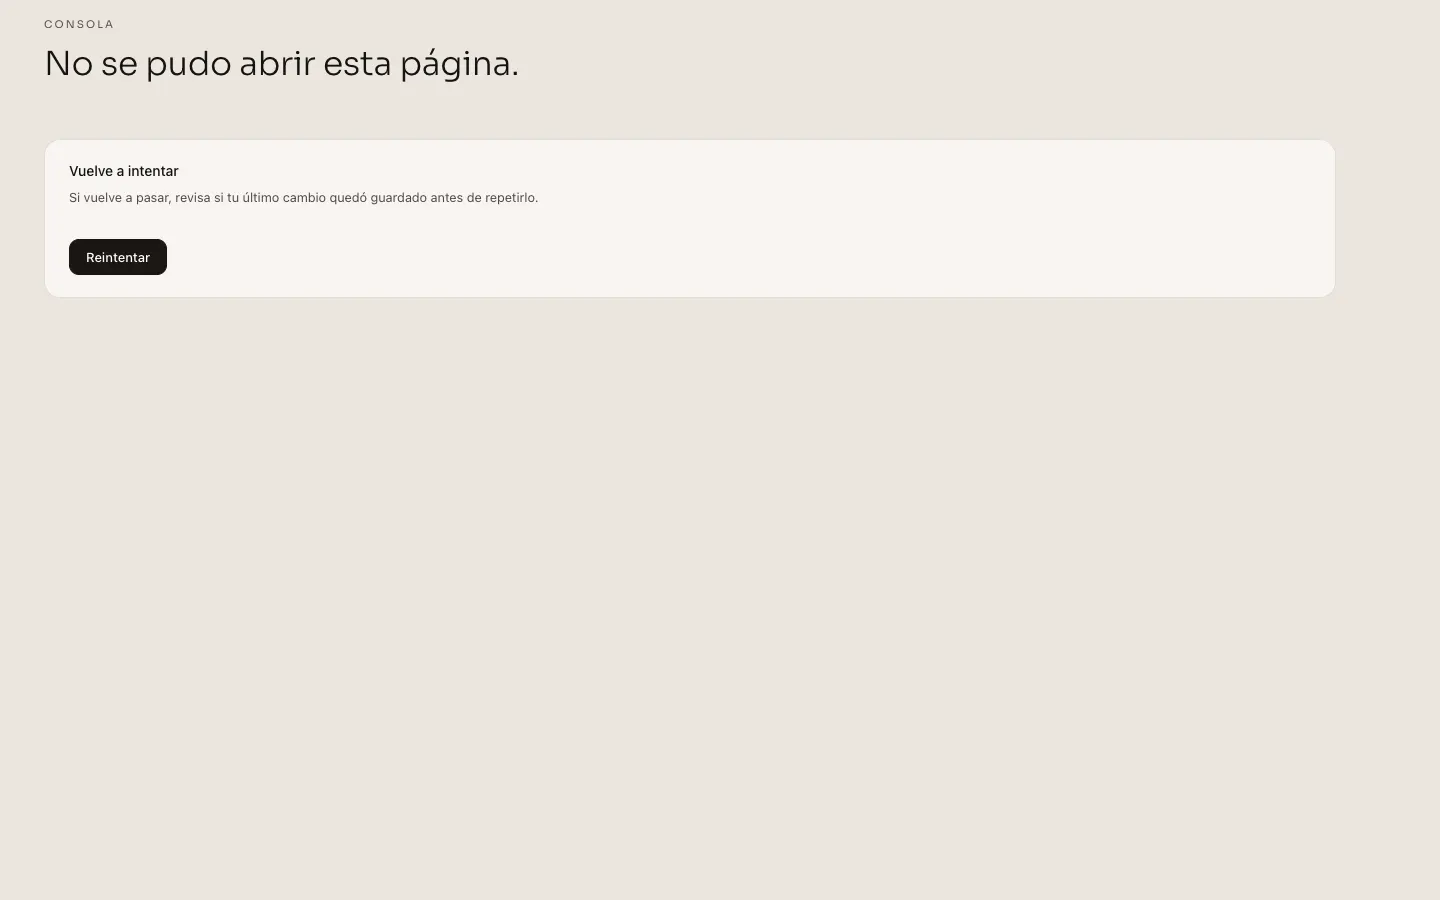 CONSOLA
No se pudo abrir esta página.
Vuelve a intentar
Si vuelve a pasar, revisa si tu último cambio quedó guardado antes de repetirlo.
Reintentar